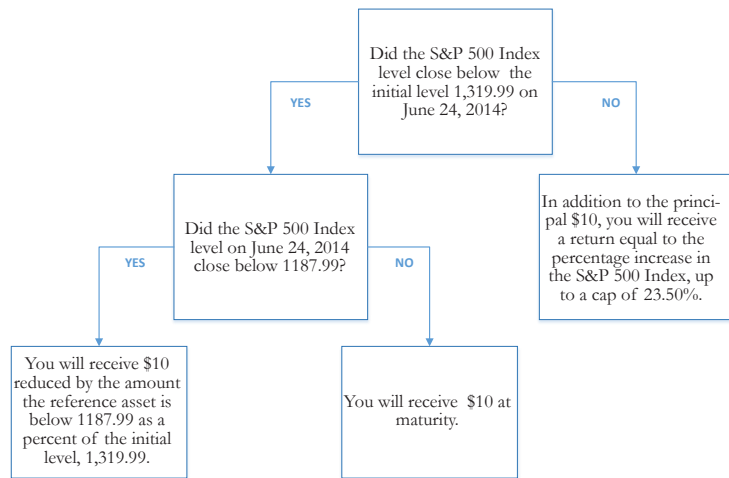 Did the S&P 500 Index
level close below the
initial level 1,319.99 on
June 24, 2014?
YES
NO
Did the S&P 500 Index
level on June 24, 2014
close below 1187.99?
In addition to the princi-
pal $10, you will receive
a return equal to the
percentage increase in
the S&P 500 Index, up
to a cap of 23.50%.
YES
NO
You will receive $10
reduced by the amount
the reference asset is
below 1187.99 as a
percent of the initial
level, 1,319.99.
You will receive $10 at
maturity.